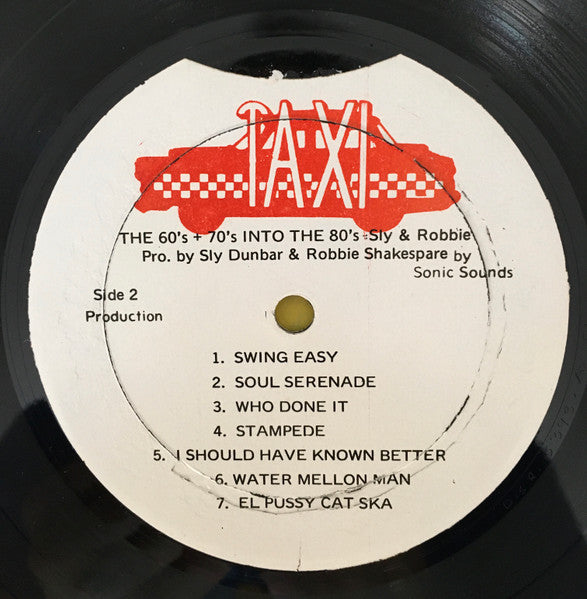 TAXI
THE 60's + 70's INTO THE 80's - Sly & Robbie
Pro. by Sly Dunbar & Robbie Shakespare by
Sonic Sounds
Side 2
Production
1. SWING EASY
2. SOUL SERENADE
3. WHO DONE IT
4. STAMPEDE
5. I SHOULD HAVE KNOWN BETTER
6. WATER MELLON MAN
7. EL PUSSY CAT SKA